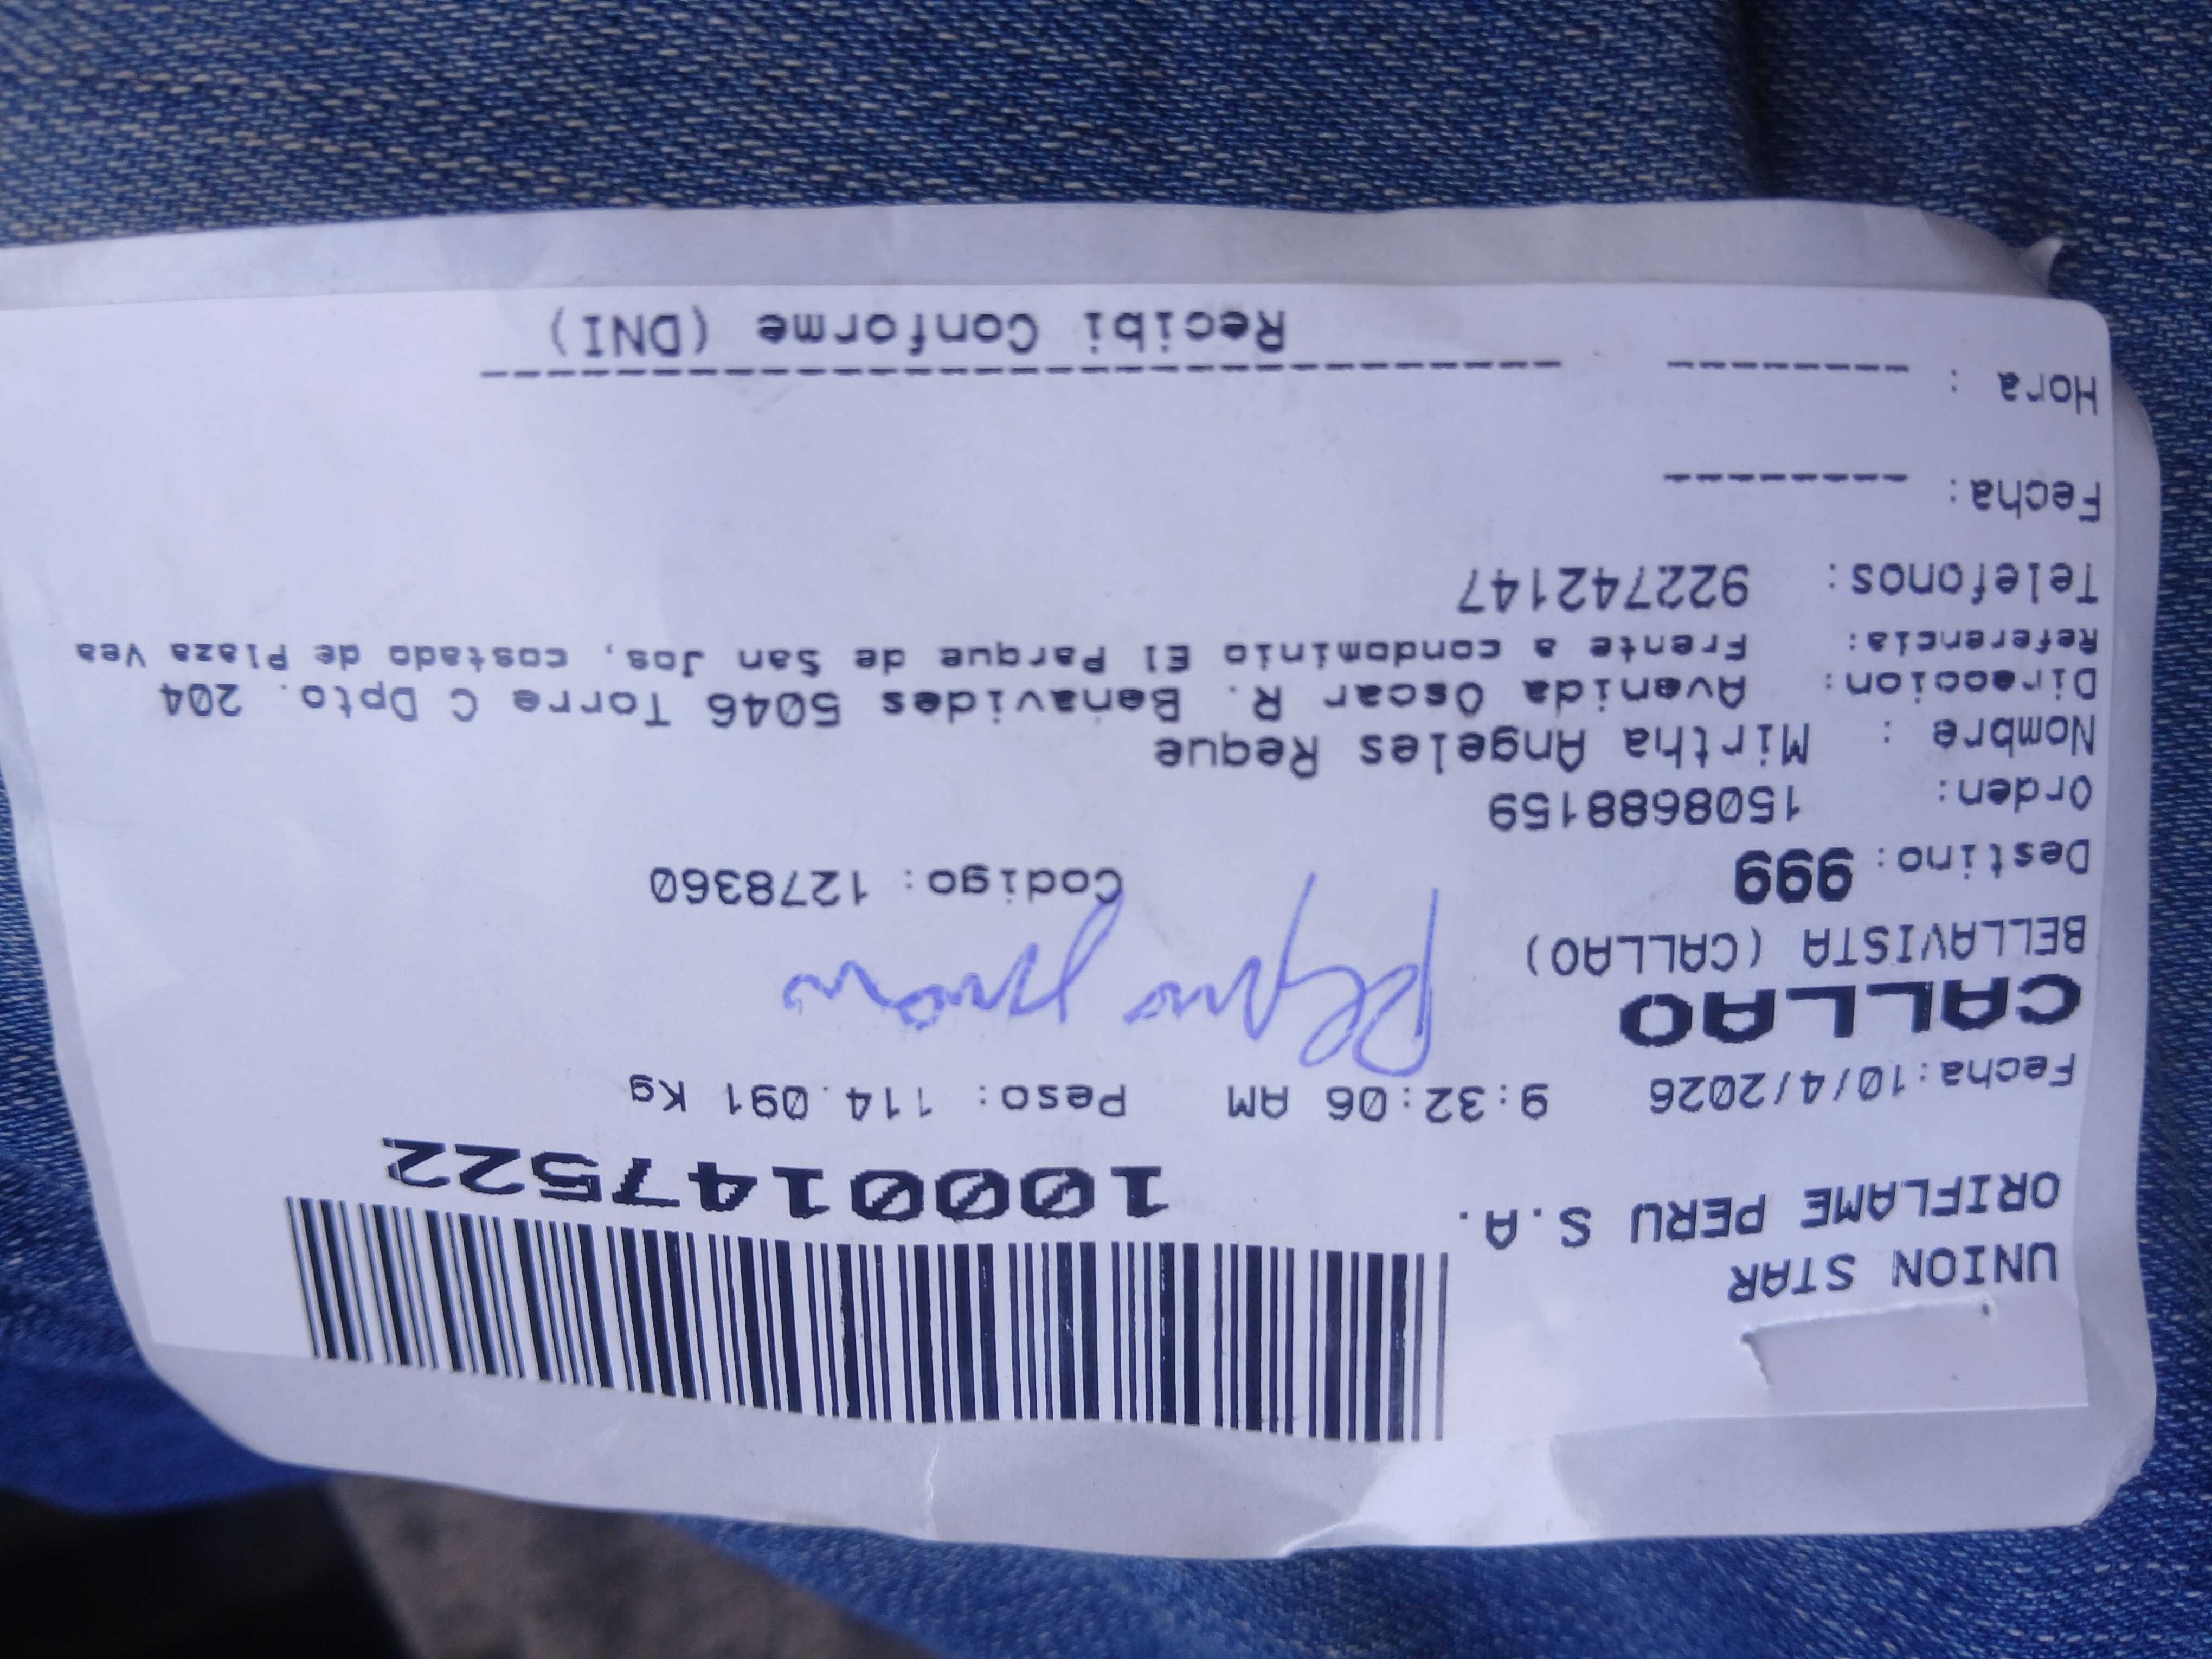 UNION STAR
ORIFLAME PERU S.A.
1000147522
Fecha:10/4/2026 9:32:06 AM Peso: 114.091 Kg
CALLAO
BELLAVISTA (CALLAO)
Destino: 999 Codigo: 1278360
Orden: 1508688159
Nombre : Mirtha Angeles Reque
Direccion: Avenida Oscar R. Benavides 5046 Torre C Dpto. 204
Referencia: Frente a condominio El Parque de San Jos, costado de Plaza Vea
Telefonos: 922742147
Fecha: --------
Hora : --------
Recibi Conforme (DNI)